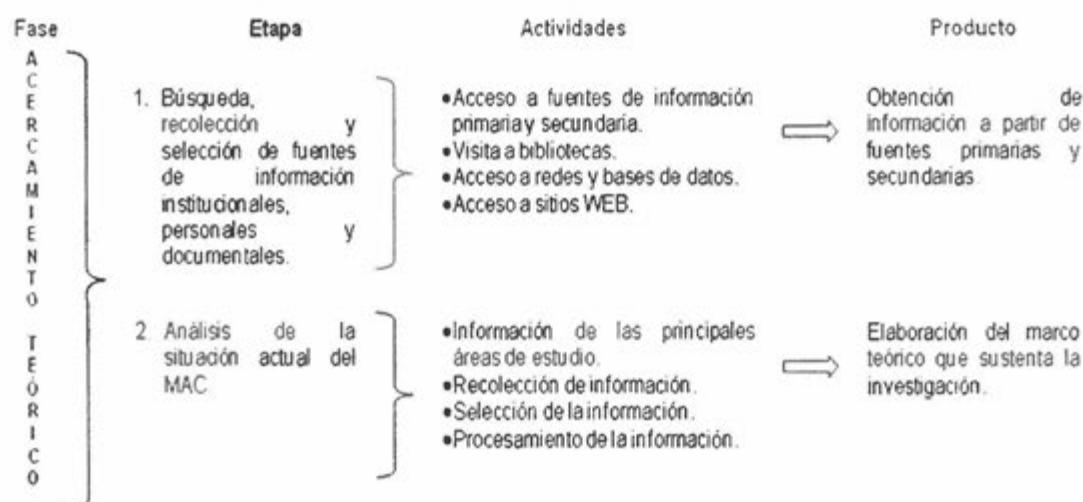 Fase Etapa Actividades Producto
ACERCAMIENTO TEÓRICO
1. Búsqueda,
recolección y
selección de fuentes
de información
institucionales,
personales y
documentales.
•Acceso a fuentes de información
primaria y secundaria.
•Visita a bibliotecas.
•Acceso a redes y bases de datos.
•Acceso a sitios WEB.
Obtención de
información a partir de
fuentes primarias y
secundarias.
2 Análisis de la
situación actual del
MAC
•Información de las principales
áreas de estudio.
•Recolección de información.
•Selección de la información.
•Procesamiento de la información.
Elaboración del marco
teórico que sustenta la
investigación.